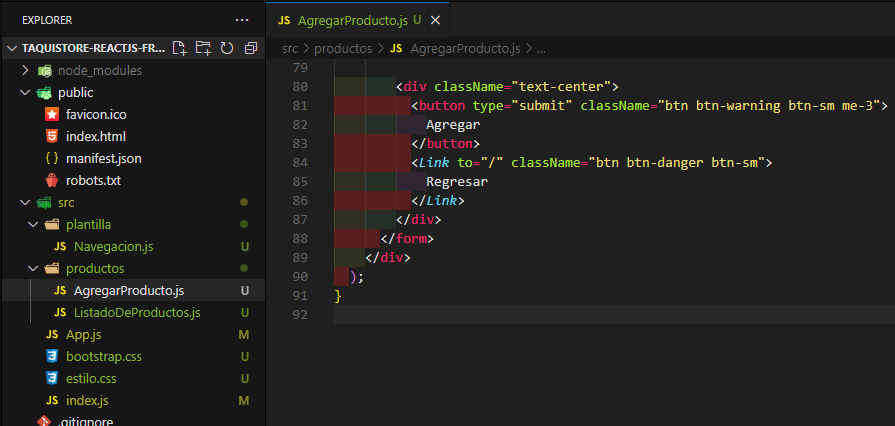 EXPLORER
TAQUISTORE-REACTJS-FR...
node_modules
public
favicon.ico
index.html
{} manifest.json
robots.txt
src
plantilla
JS Navegacion.js U
productos
JS AgregarProducto.js U
JS ListadoDeProductos.js U
JS App.js M
bootstrap.css U
estilo.css U
JS index.js M
.gitignore
JS AgregarProducto.js U
src > productos > JS AgregarProducto.js > ...
79
80 <div className="text-center">
81 <button type="submit" className="btn btn-warning btn-sm me-3">
82 Agregar
83 </button>
84 <Link to="/" className="btn btn-danger btn-sm">
85 Regresar
86 </Link>
87 </div>
88 </form>
89 </div>
90 );
91 }
92